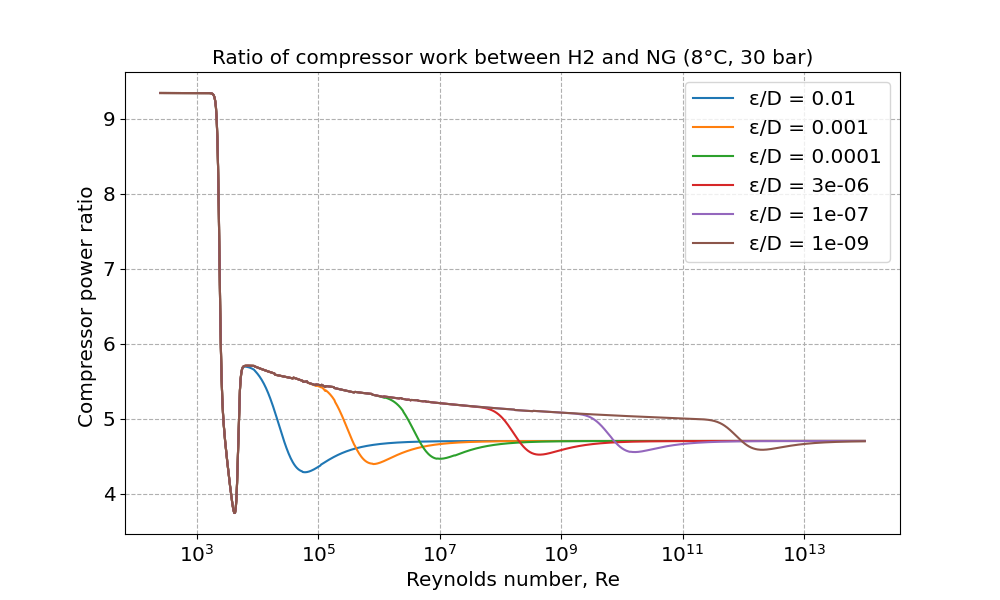 Ratio of compressor work between H2 and NG (8°C, 30 bar)
Compressor power ratio
9
8
7
6
5
4
ε/D = 0.01
ε/D = 0.001
ε/D = 0.0001
ε/D = 3e-06
ε/D = 1e-07
ε/D = 1e-09
10³ 10⁵ 10⁷ 10⁹ 10¹¹ 10¹³
Reynolds number, Re